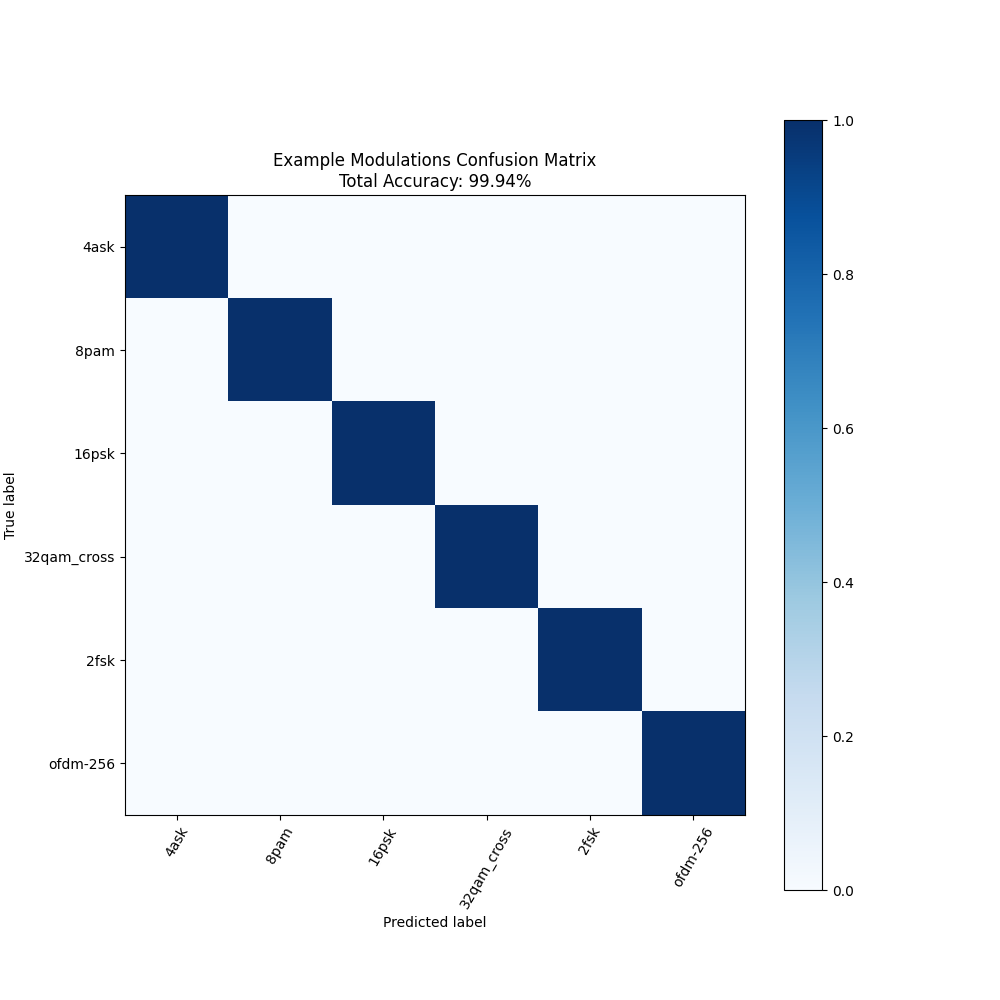 Example Modulations Confusion Matrix
Total Accuracy: 99.94%
True label
4ask
8pam
16psk
32qam_cross
2fsk
ofdm-256
4ask
8pam
16psk
32qam_cross
2fsk
ofdm-256
Predicted label
1.0
0.8
0.6
0.4
0.2
0.0